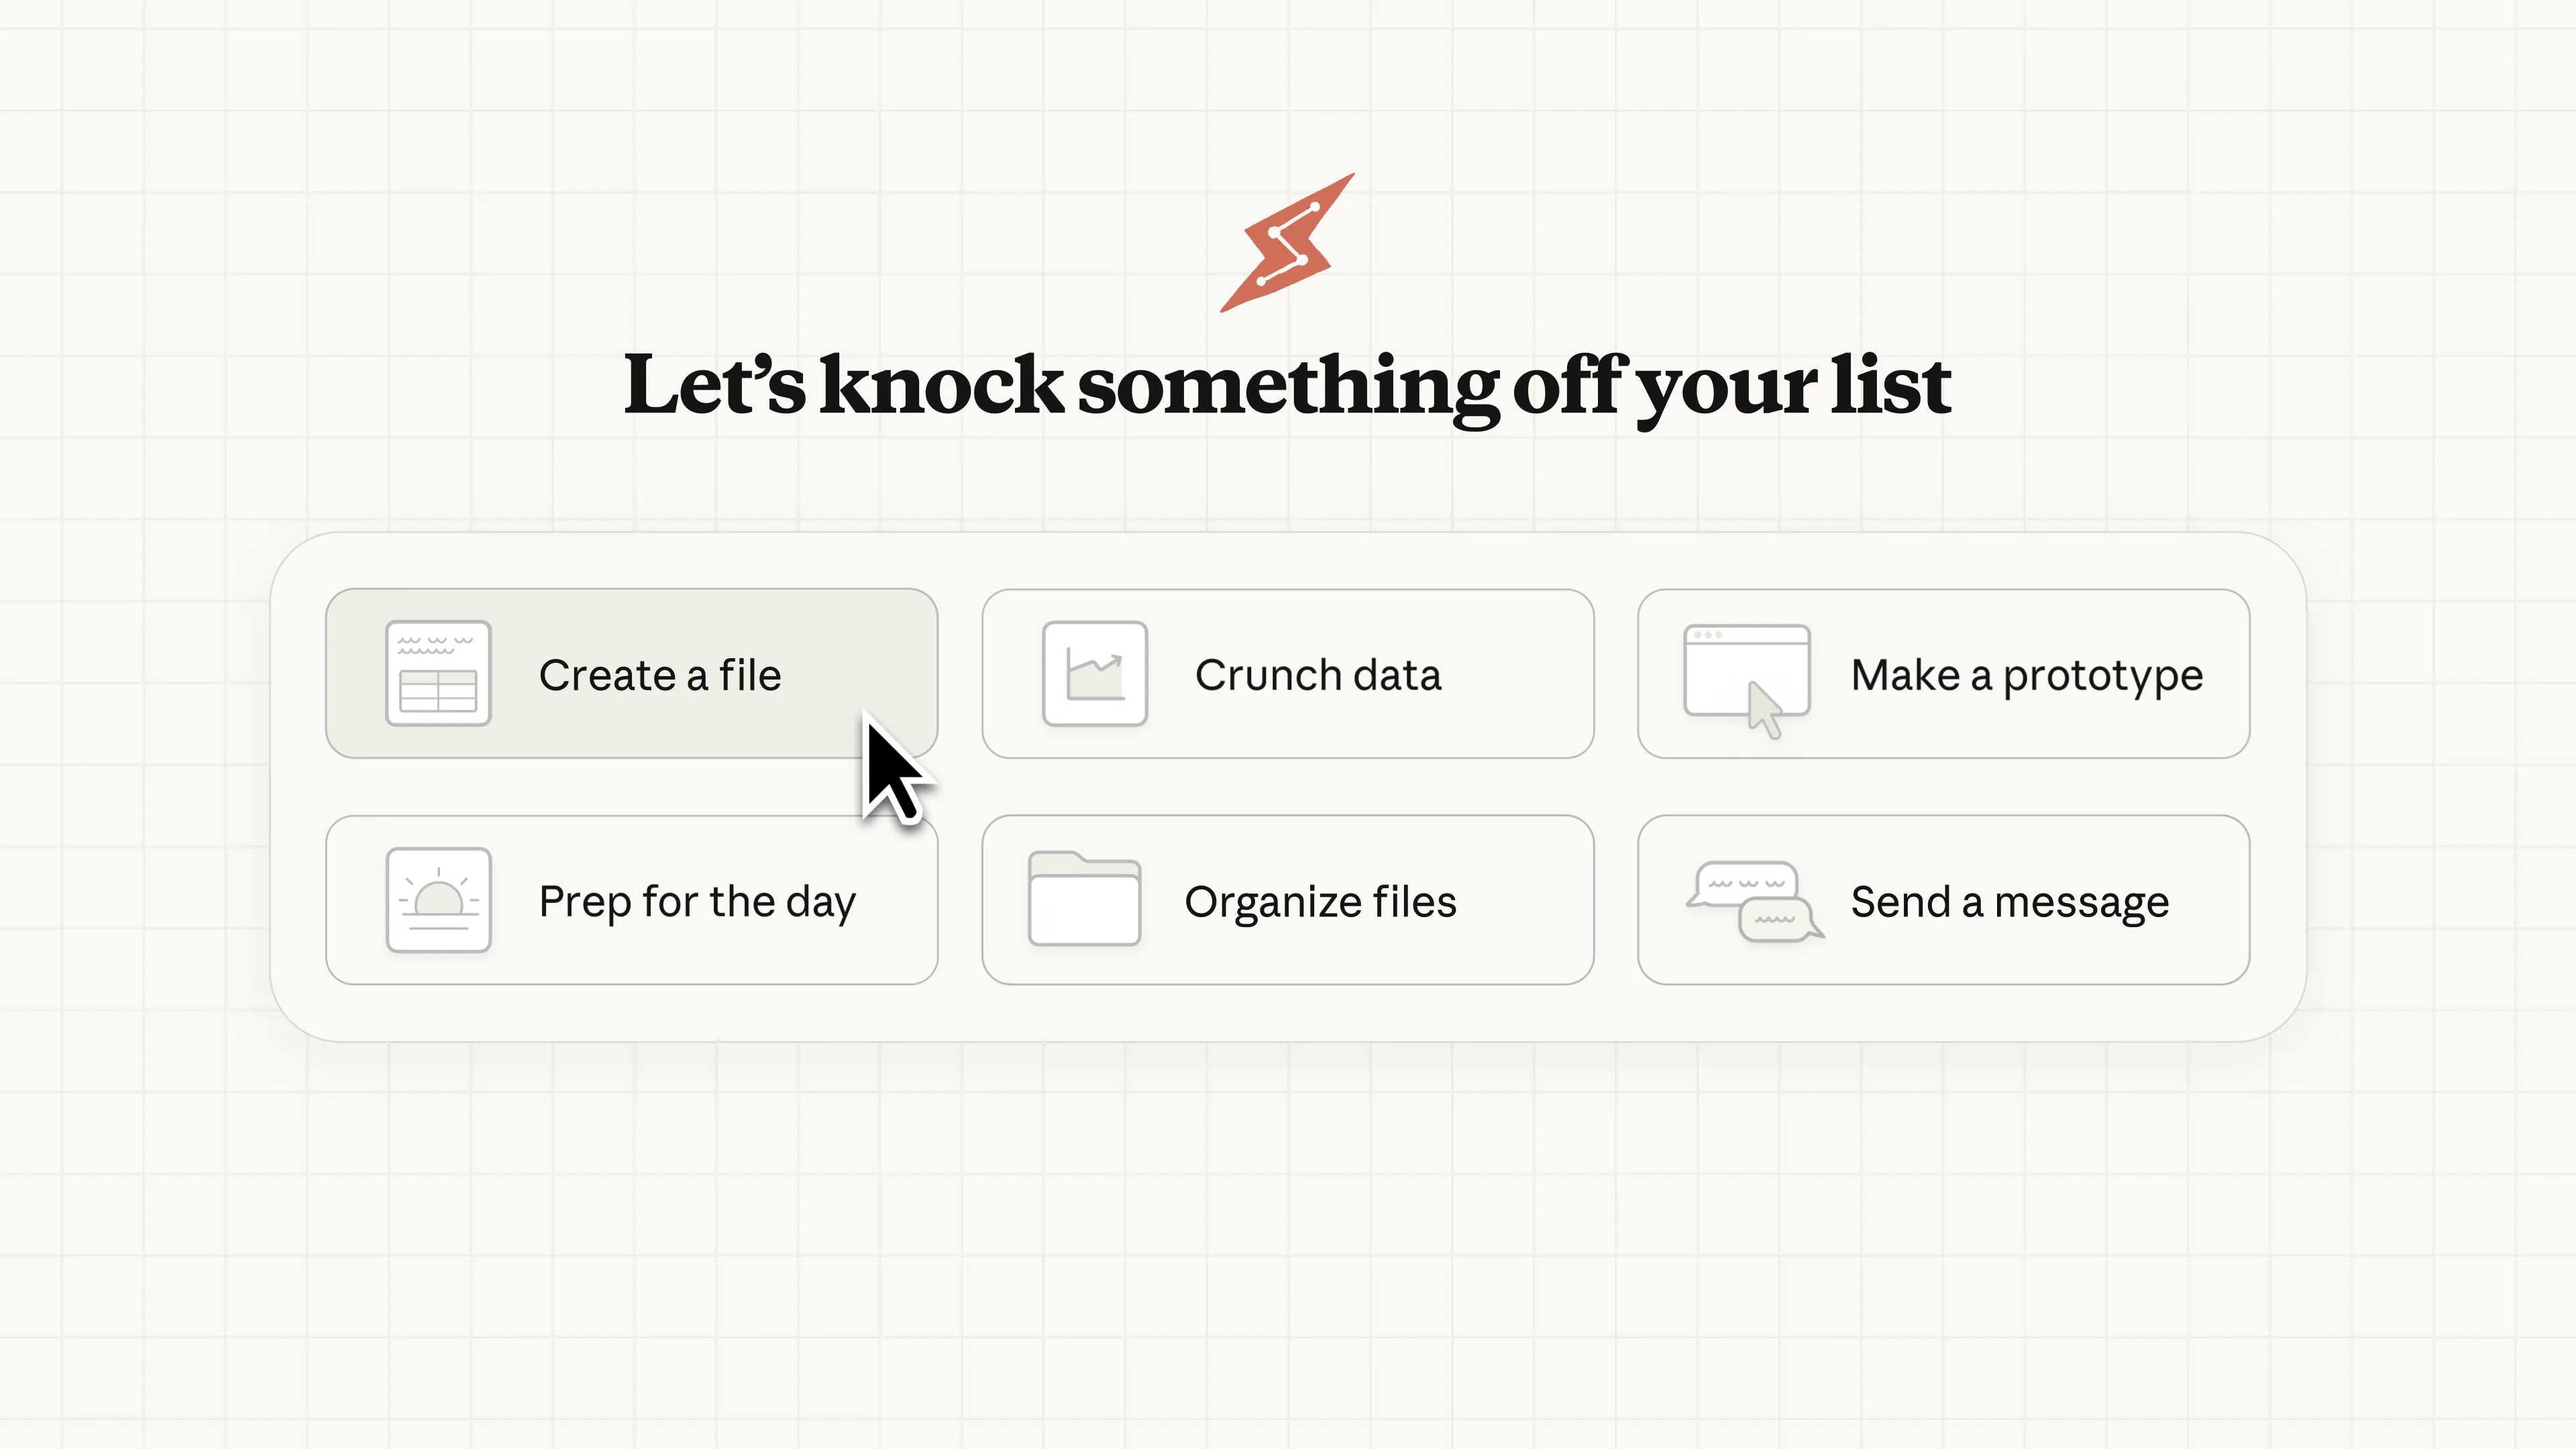 Let’s knock something off your list
Create a file
Crunch data
Make a prototype
Prep for the day
Organize files
Send a message